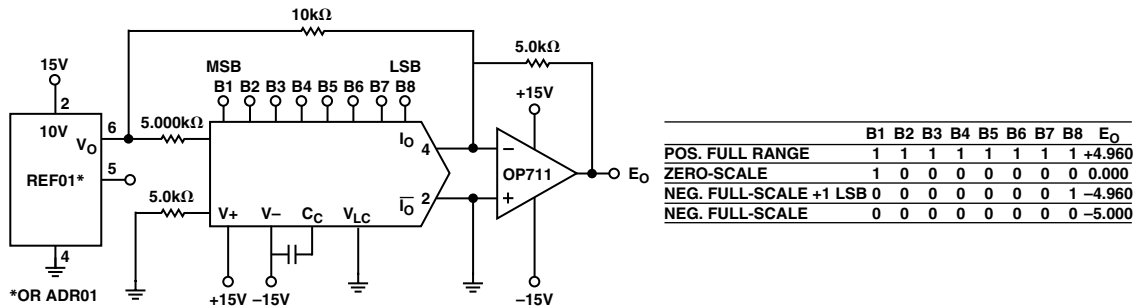 10kΩ
5.0kΩ
15V
MSB
LSB
B1 B2 B3 B4 B5 B6 B7 B8
+15V
2
10V
6
5.000kΩ
VO
IO
4
–
5
REF01*
OP711
EO
5.0kΩ
IO
2
+
V+ V– CC VLC
4
*OR ADR01
+15V –15V
–15V
B1 B2 B3 B4 B5 B6 B7 B8 EO
POS. FULL RANGE 1 1 1 1 1 1 1 1 +4.960
ZERO-SCALE 1 0 0 0 0 0 0 0 0.000
NEG. FULL-SCALE +1 LSB 0 0 0 0 0 0 0 1 –4.960
NEG. FULL-SCALE 0 0 0 0 0 0 0 0 –5.000